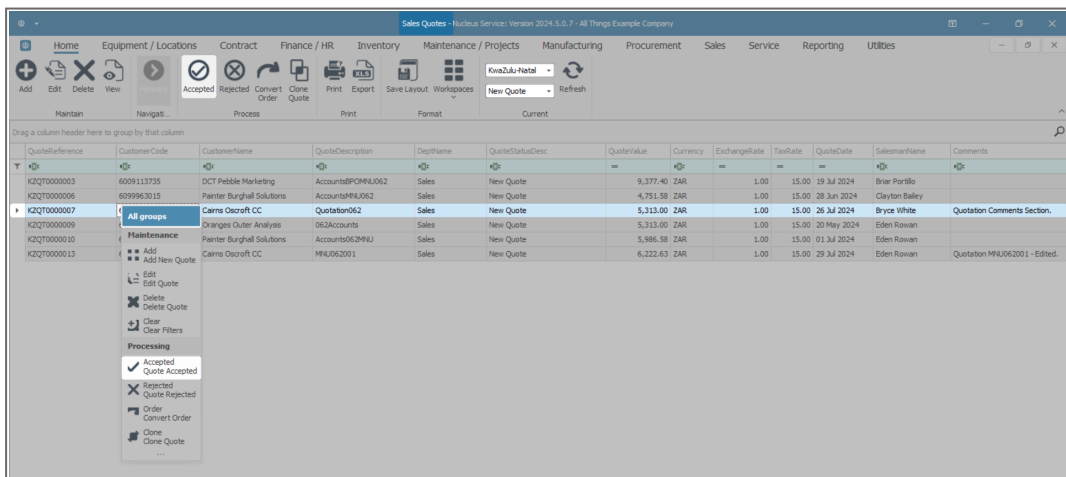 Sales Quotes - Nucleus Service: Version 2024.5.0.7 - All Things Example Company
Home Equipment / Locations Contract Finance / HR Inventory Maintenance / Projects Manufacturing Procurement Sales Service Reporting Utilities
Add Edit Delete View Forward Accepted Rejected Convert Order Clone Quote Print Export Save Layout Workspaces KwaZulu-Natal New Quote Refresh
XLS
Maintain Navigati... Process Print Format Current
Drag a column header here to group by that column
QuoteReference CustomerCode CustomerName QuoteDescription DeptName QuoteStatusDesc QuoteValue Currency ExchangeRate TaxRate QuoteDate SalesmanName Comments
KZQT0000003 6009113735 DCT Pebble Marketing AccountsBPOMNU062 Sales New Quote 9,377.40 ZAR 1.00 15.00 19 Jul 2024 Briar Portillo
KZQT0000006 6099963015 Painter Burghall Solutions AccountsMNU062 Sales New Quote 4,751.58 ZAR 1.00 15.00 28 Jun 2024 Clayton Bailey
KZQT0000007 6 Cairns Oscroft CC Quotation062 Sales New Quote 5,313.00 ZAR 1.00 15.00 26 Jul 2024 Bryce White Quotation Comments Section.
KZQT0000009 6 Oranges Outer Analysis 062Accounts Sales New Quote 5,313.00 ZAR 1.00 15.00 20 May 2024 Eden Rowan
KZQT0000010 6 Painter Burghall Solutions Accounts062MNU Sales New Quote 5,986.58 ZAR 1.00 15.00 01 Jul 2024 Eden Rowan
KZQT0000013 6 Cairns Oscroft CC MNU062001 Sales New Quote 6,222.63 ZAR 1.00 15.00 29 Jul 2024 Eden Rowan Quotation MNU062001 - Edited.
All groups
Maintenance
Add
Add New Quote
Edit
Edit Quote
Delete
Delete Quote
Clear
Clear Filters
Processing
Accepted
Quote Accepted
Rejected
Quote Rejected
Order
Convert Order
Clone
Clone Quote
...